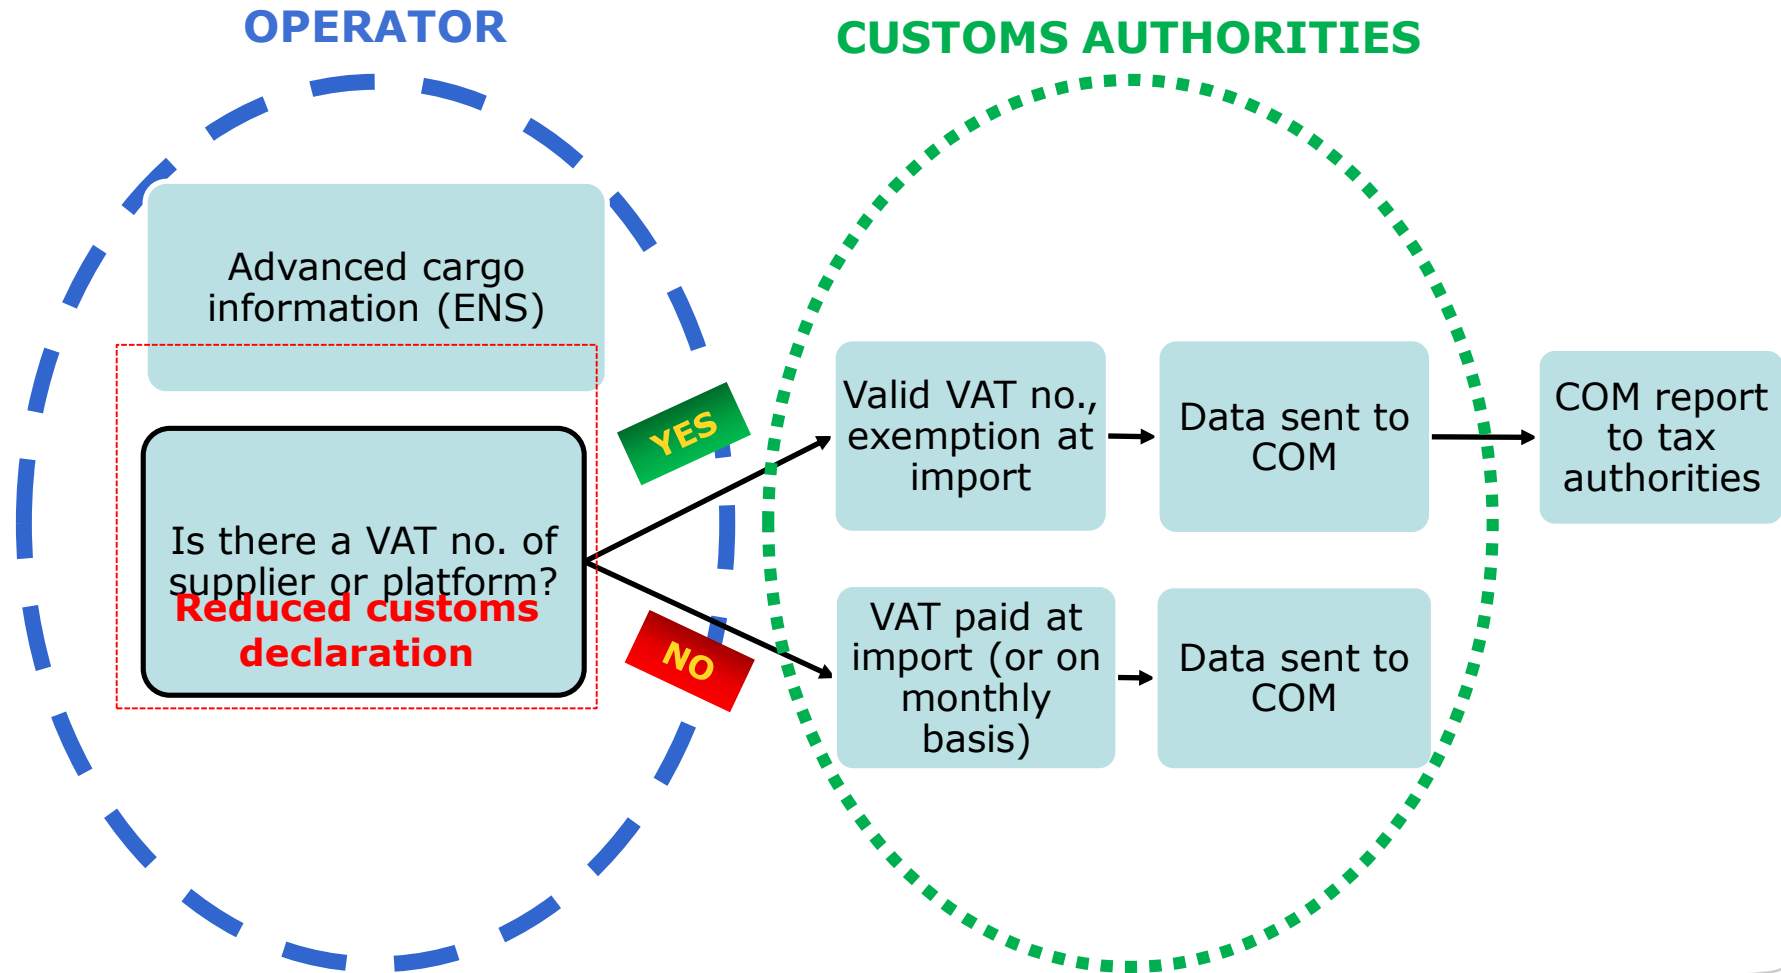 OPERATOR
CUSTOMS AUTHORITIES
Advanced cargo
information (ENS)
Is there a VAT no. of
supplier or platform?
Reduced customs
declaration
YES
NO
Valid VAT no.,
exemption at
import
Data sent to
COM
COM report
to tax
authorities
VAT paid at
import (or on
monthly
basis)
Data sent to
COM